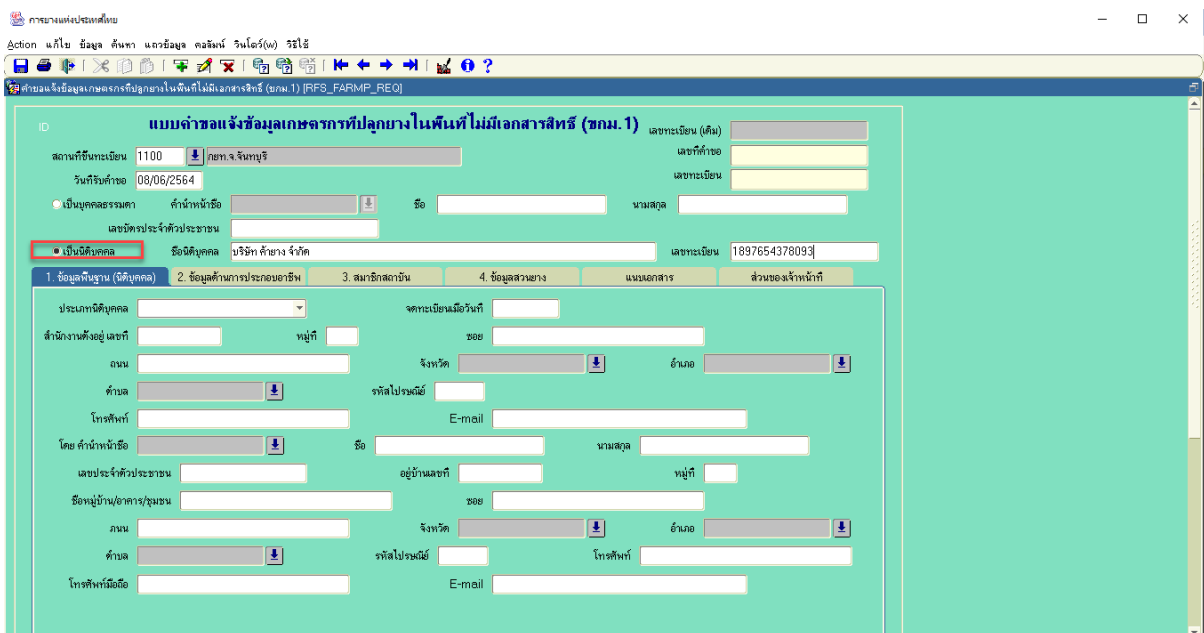 การยางแห่งประเทศไทย
Action แก้ไข ข้อมูล ค้นหา แถวข้อมูล คอลัมน์ วินโดว์(w) วิธีใช้
คำขอแจ้งข้อมูลเกษตรกรที่ปลูกยางในพื้นที่ไม่มีเอกสารสิทธิ์ (ขกม.1) [RFS_FARMP_REQ]
ID แบบคำขอแจ้งข้อมูลเกษตรกรที่ปลูกยางในพื้นที่ไม่มีเอกสารสิทธิ์ (ขกม.1) เลขทะเบียน (เดิม)
สถานที่ขึ้นทะเบียน 1100 กยท.จ.จันทบุรี เลขที่คำขอ
วันที่รับคำขอ 08/06/2564 เลขทะเบียน
เป็นบุคคลธรรมดา คำนำหน้าชื่อ ชื่อ นามสกุล
เลขบัตรประจำตัวประชาชน
เป็นนิติบุคคล ชื่อนิติบุคคล บริษัท ค้ายาง จำกัด เลขทะเบียน 1897654378093
1. ข้อมูลพื้นฐาน (นิติบุคคล) 2. ข้อมูลด้านการประกอบอาชีพ 3. สมาชิกสถาบัน 4. ข้อมูลสวนยาง แนบเอกสาร ส่วนของเจ้าหน้าที่
ประเภทนิติบุคคล จดทะเบียนเมื่อวันที่
สำนักงานตั้งอยู่ เลขที่ หมู่ที่ ซอย
ถนน จังหวัด อำเภอ
ตำบล รหัสไปรษณีย์
โทรศัพท์ E-mail
โดย คำนำหน้าชื่อ ชื่อ นามสกุล
เลขประจำตัวประชาชน อยู่บ้านเลขที่ หมู่ที่
ชื่อหมู่บ้าน/อาคาร/ชุมชน ซอย
ถนน จังหวัด อำเภอ
ตำบล รหัสไปรษณีย์ โทรศัพท์
โทรศัพท์มือถือ E-mail